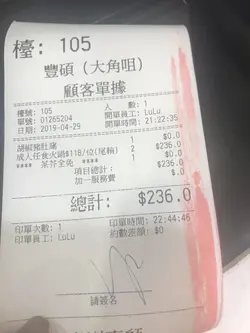 檯: 105
豐碩 (大角咀)
顧客單據
檯號: 105 人 數: 1
單號: 01265204 開單員工: LuLu
日期: 2019-04-29 開單時間: 21:22:35
胡椒豬肚窩 1 $0.0
成人任食火鍋$118/位(尾輪) 2 $236.0
**** 茶芥全免 **** 1 $0.0
項目總計: $236.0
加一服務費 $0.0
總計: $236.0
印單次數: 1 印單時間: 22:44:46
印單員工: LuLu 約數差額: $0
請簽名